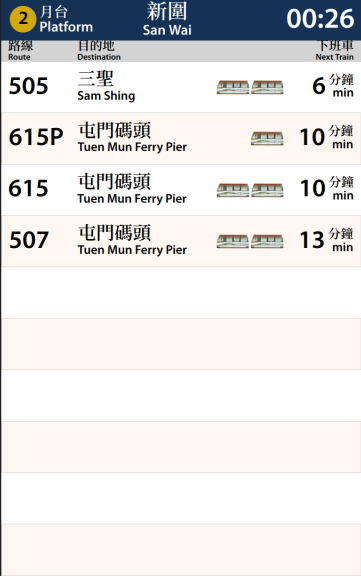 2 月台 Platform
新圍
San Wai
00:26
路線 目的地 下班車
Route Destination Next Train
505 三聖 Sam Shing 6 分鐘 min
615P 屯門碼頭 Tuen Mun Ferry Pier 10 分鐘 min
615 屯門碼頭 Tuen Mun Ferry Pier 10 分鐘 min
507 屯門碼頭 Tuen Mun Ferry Pier 13 分鐘 min